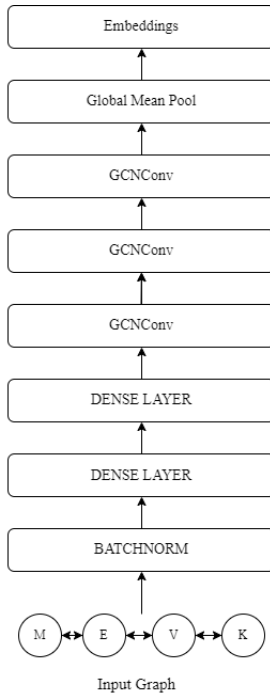 Embeddings
Global Mean Pool
GCNConv
GCNConv
GCNConv
DENSE LAYER
DENSE LAYER
BATCHNORM
M E V K
Input Graph